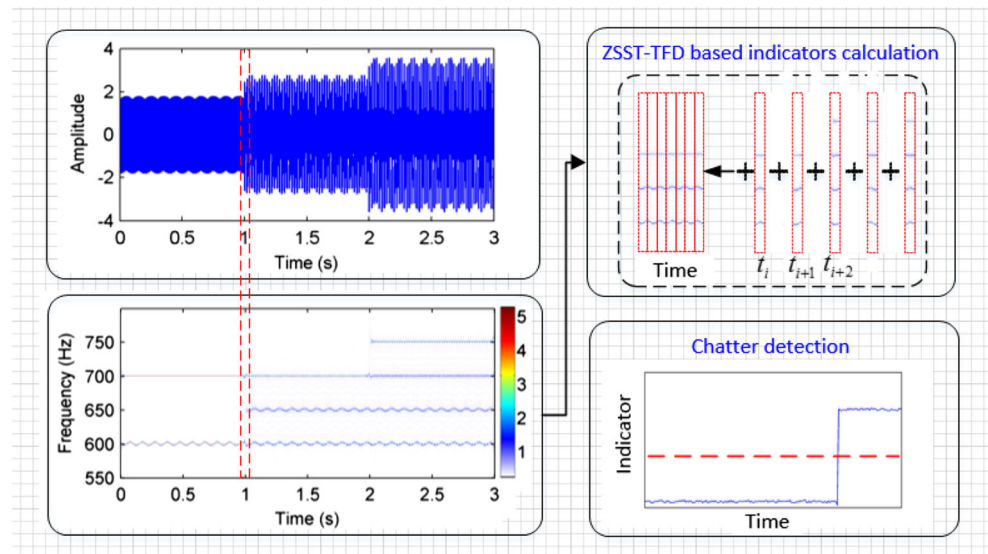 4
2
0
-2
-4
Amplitude
0 0.5 1 1.5 2 2.5 3
Time (s)
750
700
650
600
550
Frequency (Hz)
0 0.5 1 1.5 2 2.5 3
Time (s)
5
4
3
2
1
ZSST-TFD based indicators calculation
+ + + + +
Time
t_i t_{i+1} t_{i+2}
Chatter detection
Indicator
Time